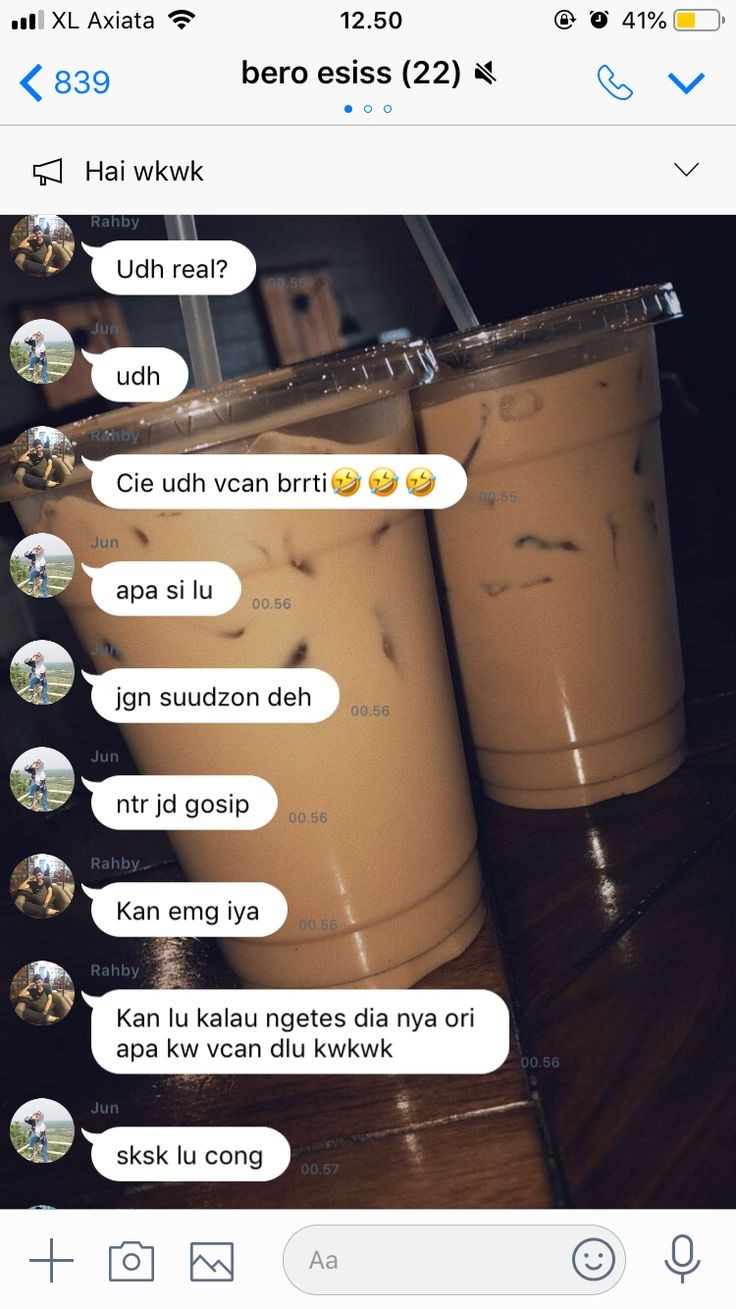 XL Axiata 12.50 41%
839 bero esiss (22)
Hai wkwk
Rahby
Udh real?
00.55
Jun
udh
00.55
Rahby
Cie udh vcan brrti🤣🤣🤣
00.55
Jun
apa si lu
00.56
Jun
jgn suudzon deh
00.56
Jun
ntr jd gosip
00.56
Rahby
Kan emg iya
00.56
Rahby
Kan lu kalau ngetes dia nya ori
apa kw vcan dlu kwkwk
00.56
Jun
sksk lu cong
00.57
Aa